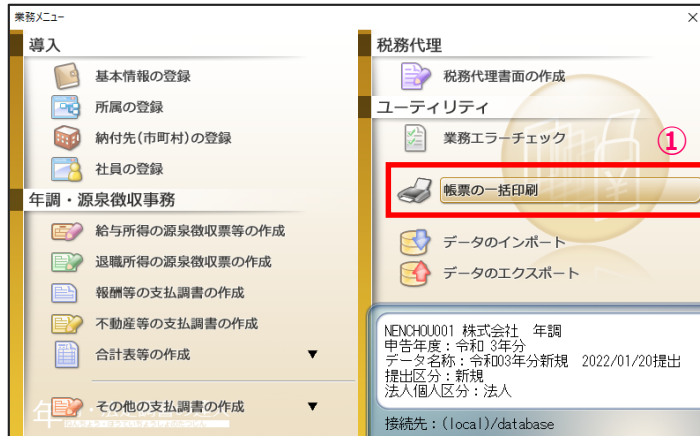 業務メニュー
導入
基本情報の登録
所属の登録
納付先(市町村)の登録
社員の登録
年調・源泉徴収事務
給与所得の源泉徴収票等の作成
退職所得の源泉徴収票の作成
報酬等の支払調書の作成
不動産等の支払調書の作成
合計表等の作成 ▼
その他の支払調書の作成 ▼
税務代理
税務代理書面の作成
ユーティリティ
業務エラーチェック
①
帳票の一括印刷
データのインポート
データのエクスポート
NENCHOU001 株式会社 年調
申告年度:令和 3年分
データ名称:令和03年分新規 2022/01/20提出
提出区分:新規
法人個人区分:法人
接続先:(local)/database